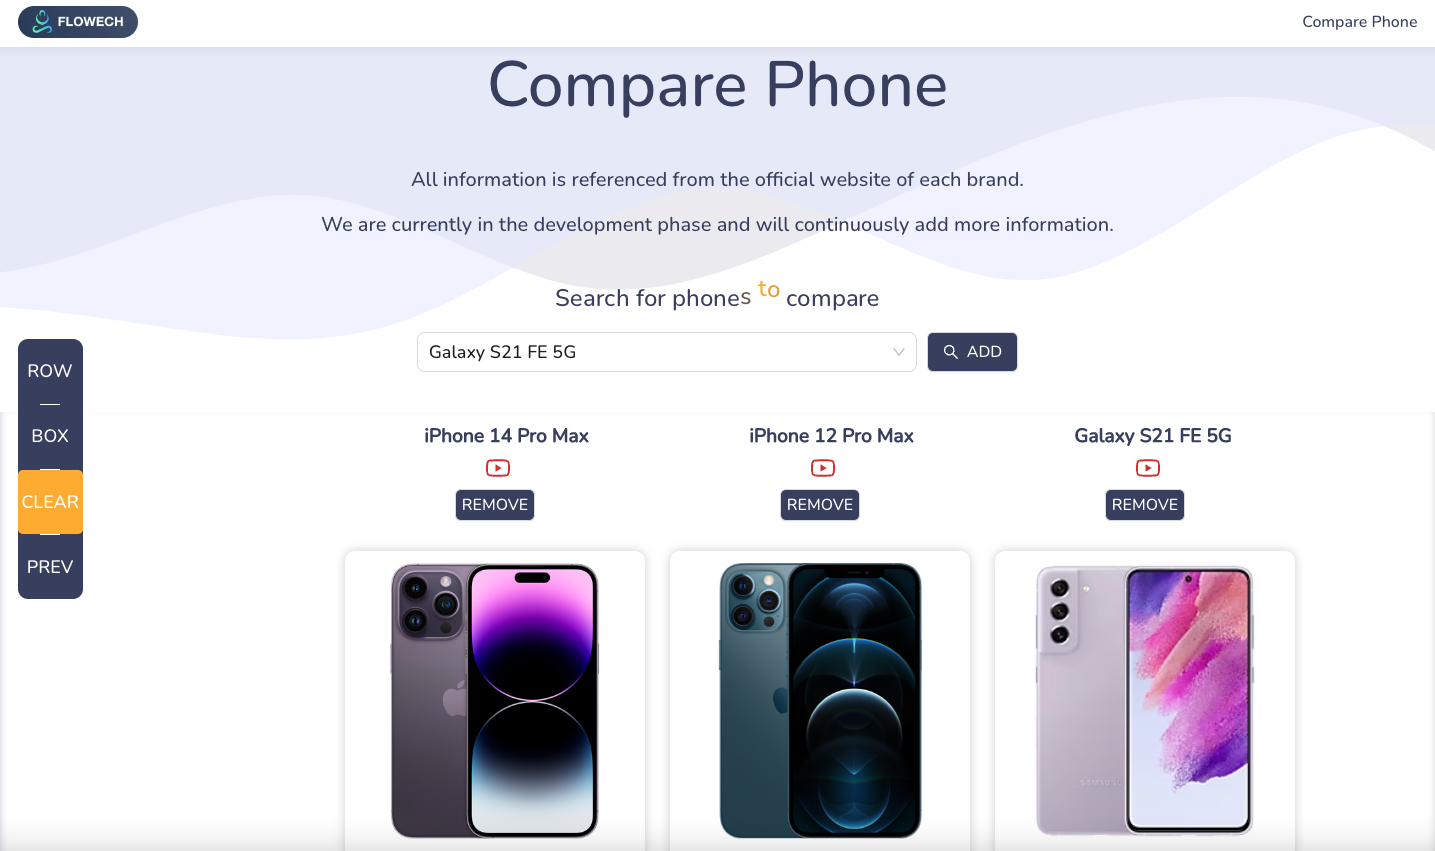 FLOWECH
Compare Phone
Compare Phone
All information is referenced from the official website of each brand.
We are currently in the development phase and will continuously add more information.
Search for phones to compare
Galaxy S21 FE 5G
ADD
ROW
BOX
CLEAR
PREV
iPhone 14 Pro Max
iPhone 12 Pro Max
Galaxy S21 FE 5G
REMOVE
REMOVE
REMOVE
SAMSUNG